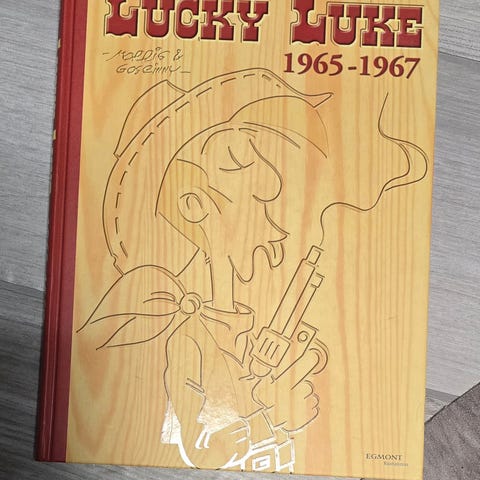 LUCKY LUKE
- MORRIS &
GOSCINNY -
1965-1967
EGMONT